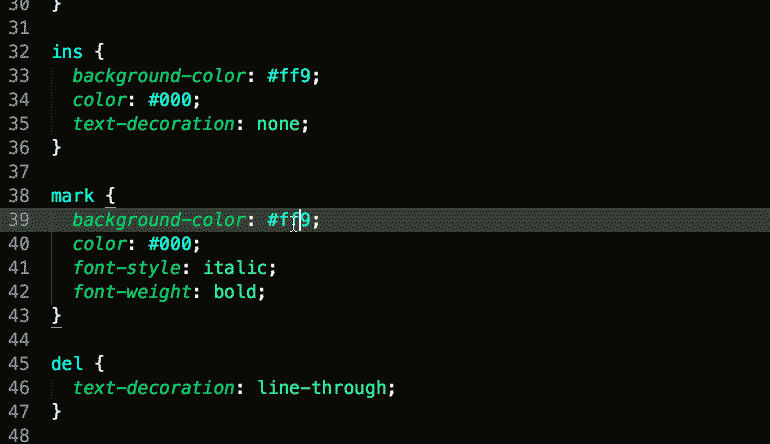 30 }
31
32 ins {
33 background-color: #ff9;
34 color: #000;
35 text-decoration: none;
36 }
37
38 mark {
39 background-color: #ff9;
40 color: #000;
41 font-style: italic;
42 font-weight: bold;
43 }
44
45 del {
46 text-decoration: line-through;
47 }
48